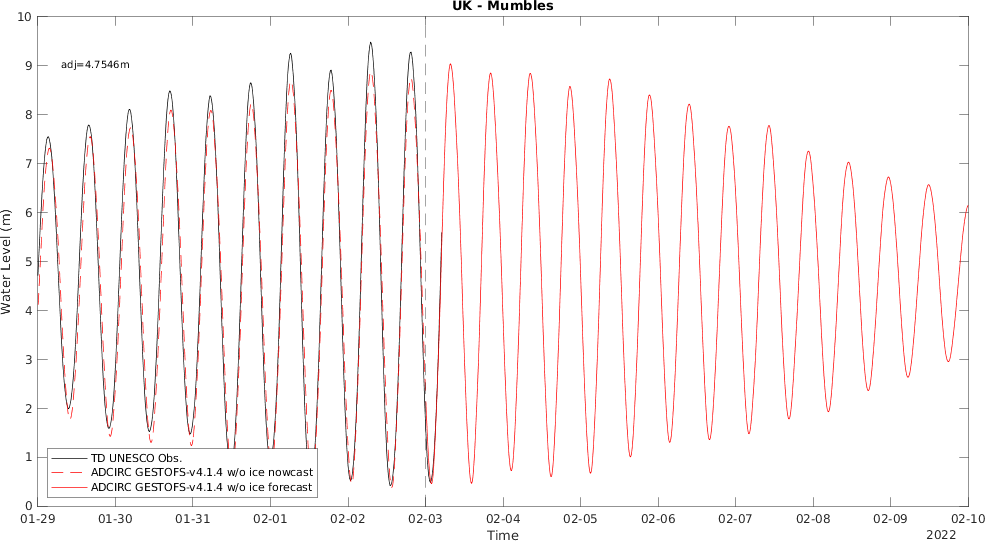 UK - Mumbles
10
9
8
7
6
5
4
3
2
1
0
Water Level (m)
adj=4.7546m
TD UNESCO Obs.
ADCIRC GESTOFS-v4.1.4 w/o ice nowcast
ADCIRC GESTOFS-v4.1.4 w/o ice forecast
01-29 01-30 01-31 02-01 02-02 02-03 02-04 02-05 02-06 02-07 02-08 02-09 02-10
Time
2022